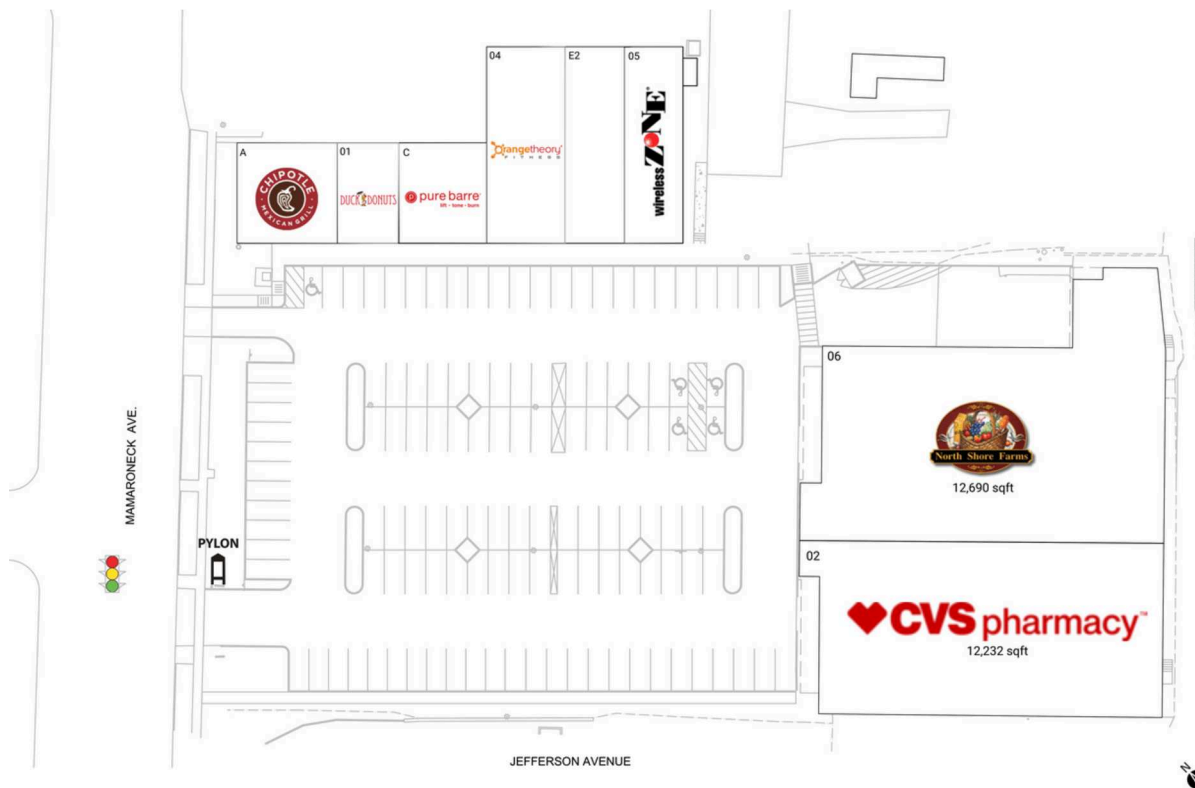 04
E2
05
wireless ZONE
A
01
C
CHIPOTLE
MEXICAN GRILL
DUCK DONUTS
pure barre
lift • tone • burn
Orangetheory
FITNESS
06
North Shore Farms
12,690 sqft
MAMARONECK AVE.
PYLON
02
CVS pharmacy™
12,232 sqft
JEFFERSON AVENUE
N